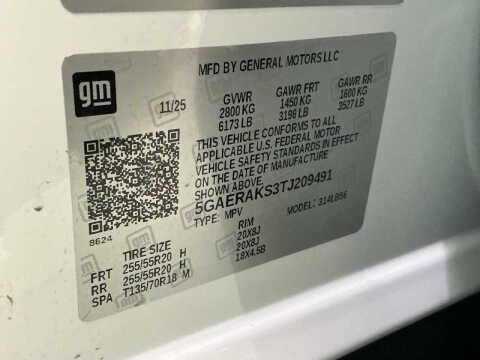 MFD BY GENERAL MOTORS LLC
gm
11/25
GVWR GAWR FRT GAWR RR
2800 KG 1450 KG 1600 KG
6173 LB 3196 LB 3527 LB
THIS VEHICLE CONFORMS TO ALL
APPLICABLE U.S. FEDERAL MOTOR
VEHICLE SAFETY STANDARDS IN EFFECT
ON THE DATE OF MANUFACTURE
SHOWN ABOVE.
5GAERAKS3TJ209491
TYPE: MPV MODEL: 314LB56
8624
TIRE SIZE RIM
FRT 255/55R20 H 20X8J
RR 255/55R20 H 20X8J
SPA T135/70R18 M 18X4.5B